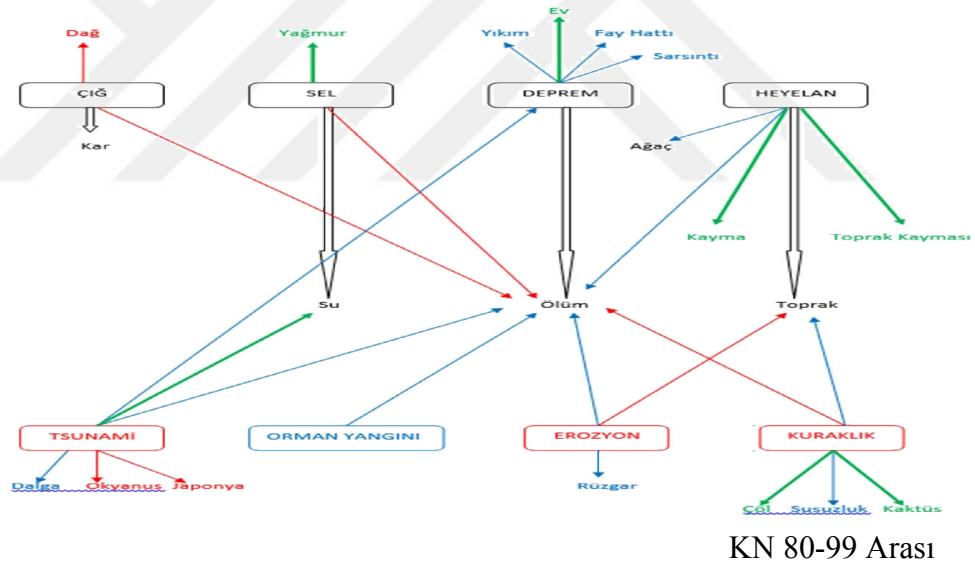 Ev
Dağ Yağmur Yıkım Fay Hattı
Sarsıntı
ÇIĞ SEL DEPREM HEYELAN
Kar Ağaç
Kayma Toprak Kayması
Su Ölüm Toprak
TSUNAMİ ORMAN YANGINI EROZYON KURAKLIK
Dalga Okyanus Japonya Rüzgar
Çöl Susuzluk Kaktüs
KN 80-99 Arası